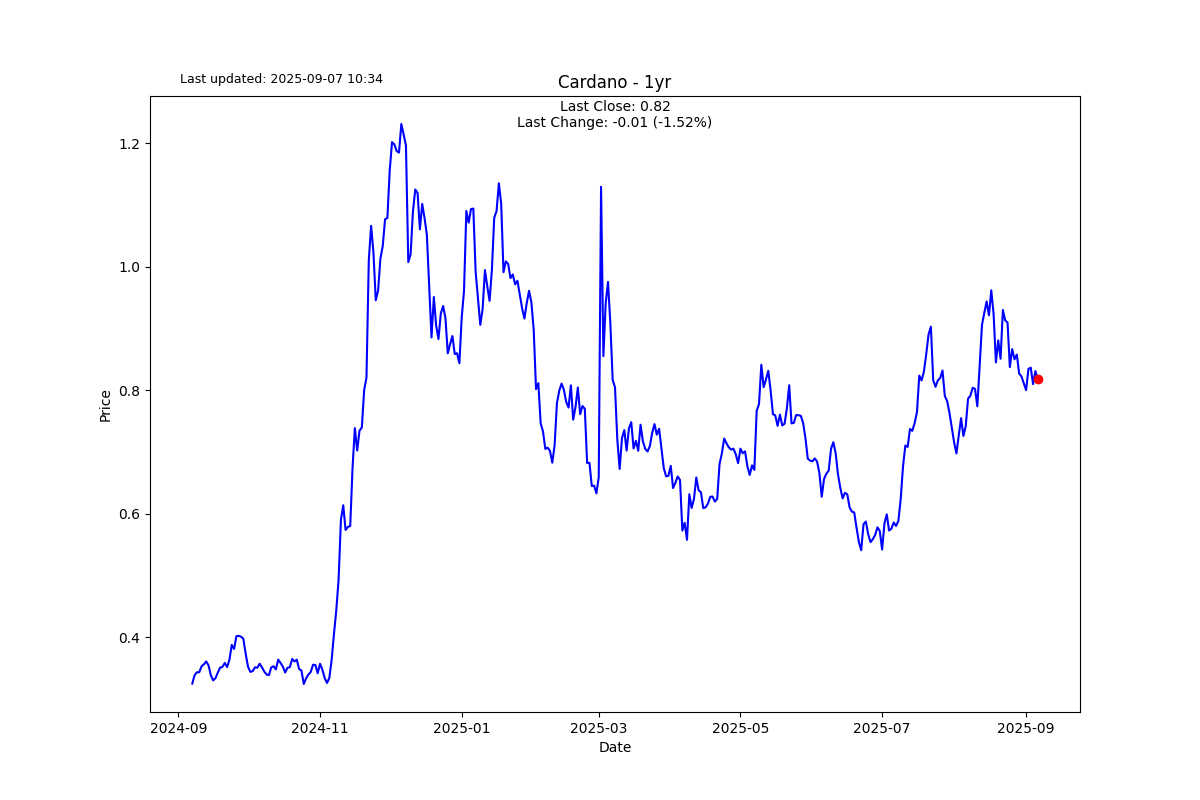 Last updated: 2025-09-07 10:34
Cardano - 1yr
Last Close: 0.82
Last Change: -0.01 (-1.52%)
1.2
1.0
0.8
0.6
0.4
Price
2024-09
2024-11
2025-01
2025-03
2025-05
2025-07
2025-09
Date